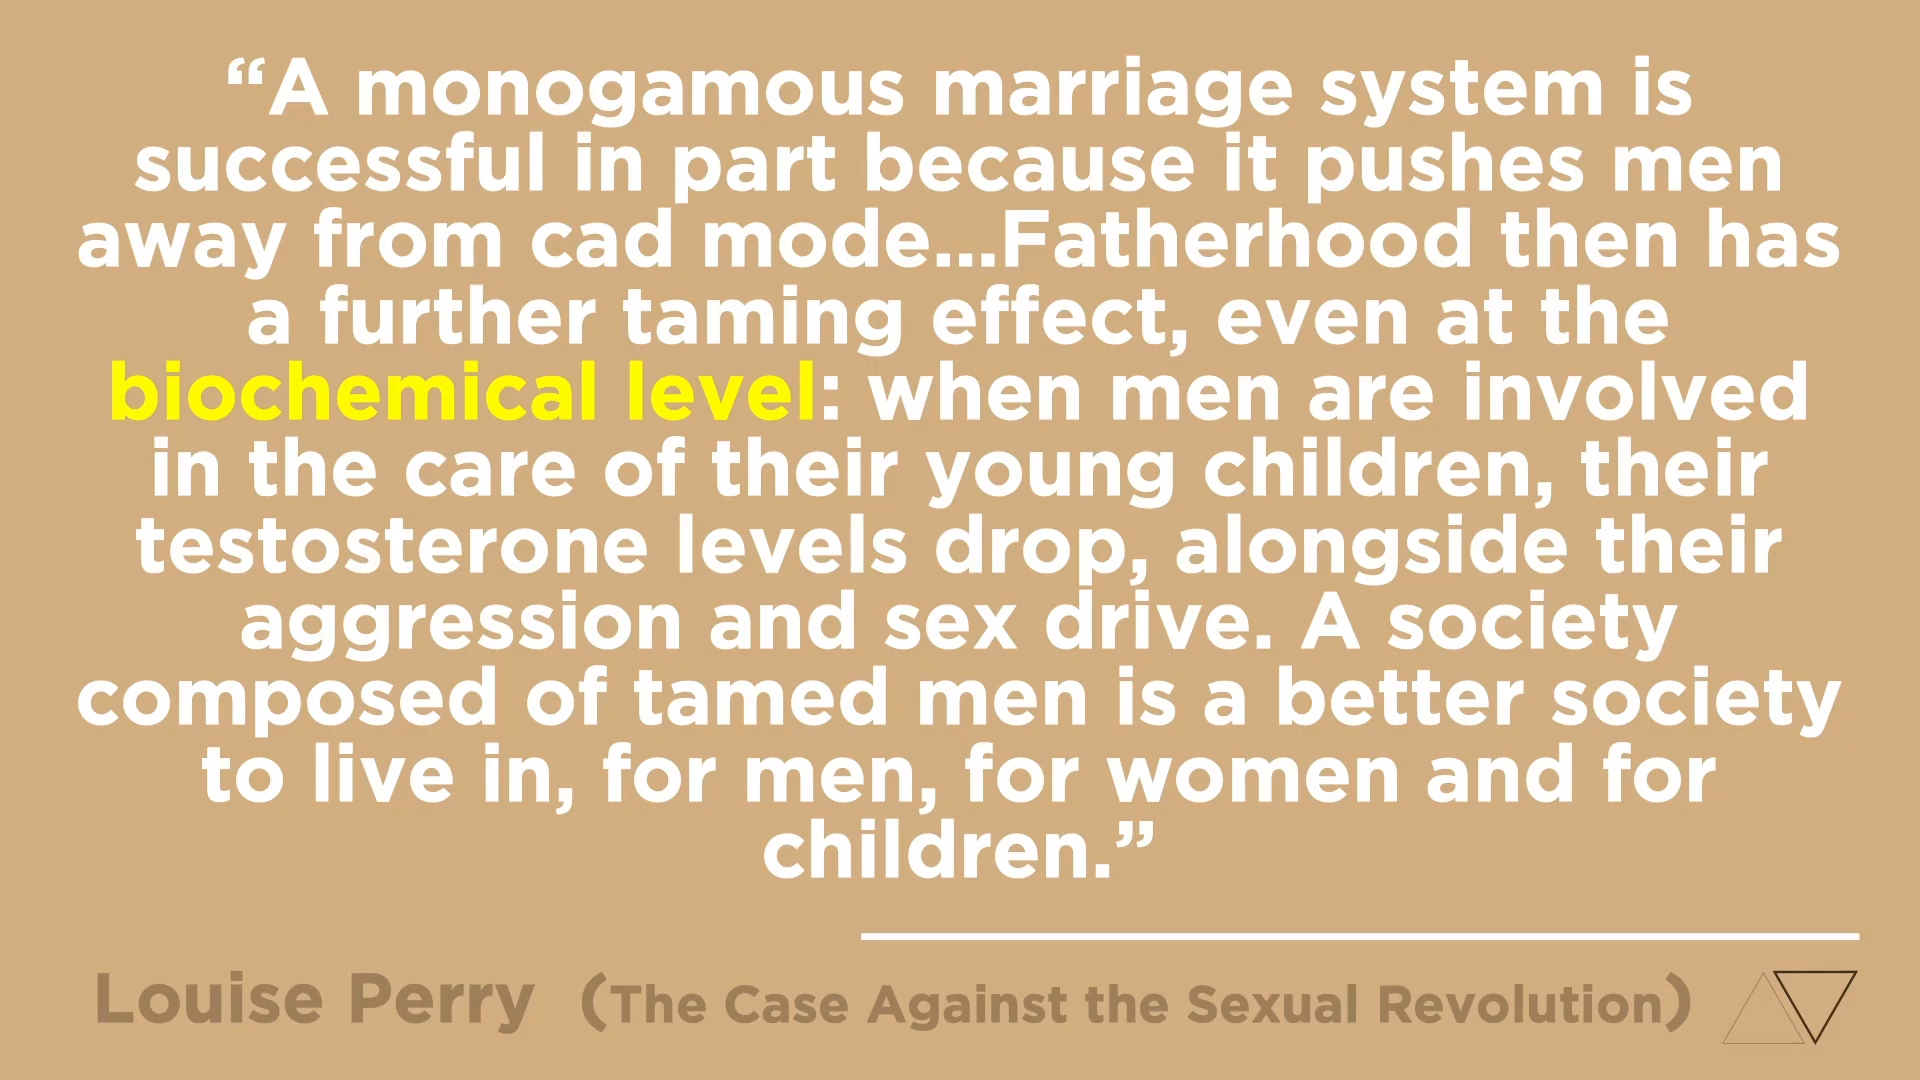 “A monogamous marriage system is
successful in part because it pushes men
away from cad mode...Fatherhood then has
a further taming effect, even at the
biochemical level: when men are involved
in the care of their young children, their
testosterone levels drop, alongside their
aggression and sex drive. A society
composed of tamed men is a better society
to live in, for men, for women and for
children.”
Louise Perry (The Case Against the Sexual Revolution)